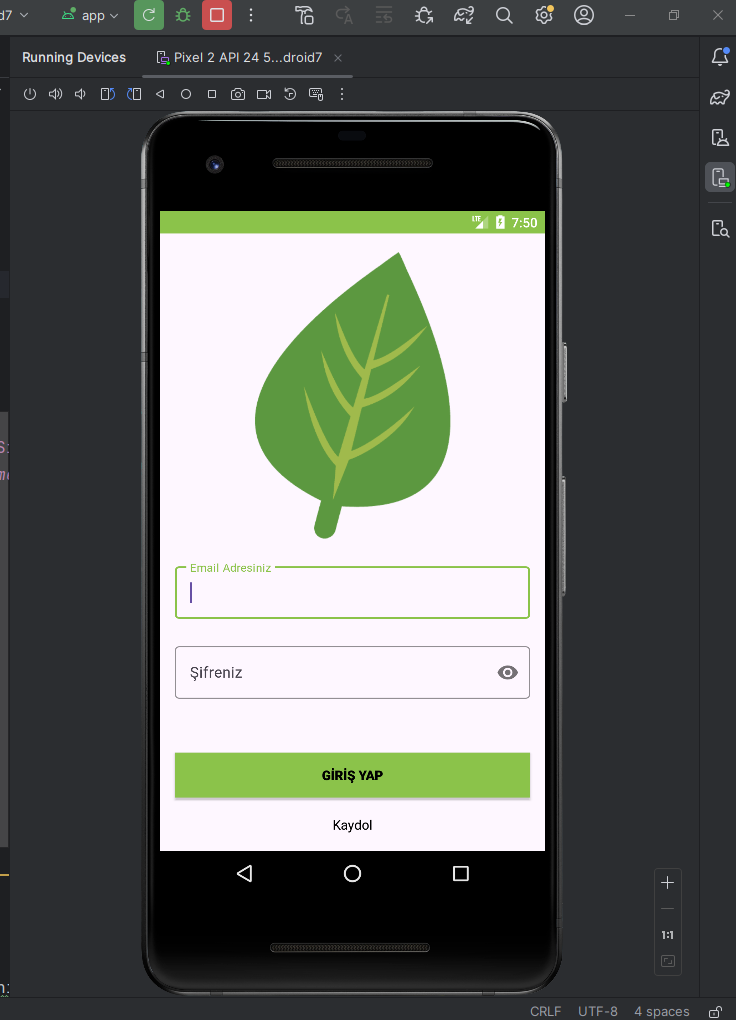 d7
app
Running Devices
Pixel 2 API 24 5...droid7
LTE
7:50
Email Adresiniz
Şifreniz
GİRİŞ YAP
Kaydol
1:1
CRLF
UTF-8
4 spaces